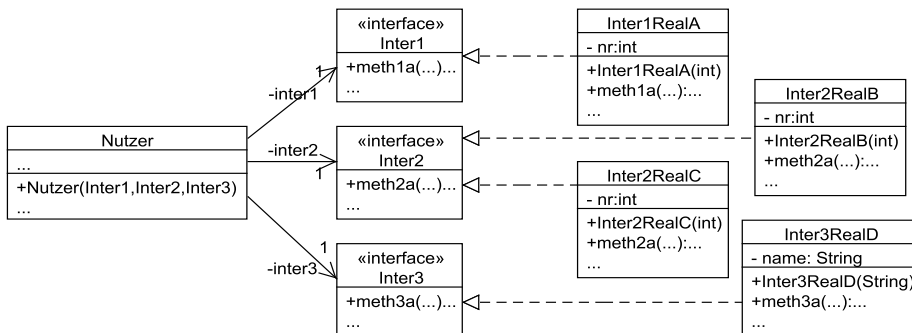 «interface»
Inter1
+meth1a(...)...
...
Inter1RealA
- nr:int
+Inter1RealA(int)
+meth1a(...):...
...
1
-inter1
Inter2RealB
- nr:int
+Inter2RealB(int)
+meth2a(...):...
...
Nutzer
...
+Nutzer(Inter1,Inter2,Inter3)
...
-inter2
1
«interface»
Inter2
+meth2a(...)...
...
Inter2RealC
- nr:int
+Inter2RealC(int)
+meth2a(...):...
...
1
-inter3
«interface»
Inter3
+meth3a(...)...
...
Inter3RealD
- name: String
+Inter3RealD(String)
+meth3a(...):...
...